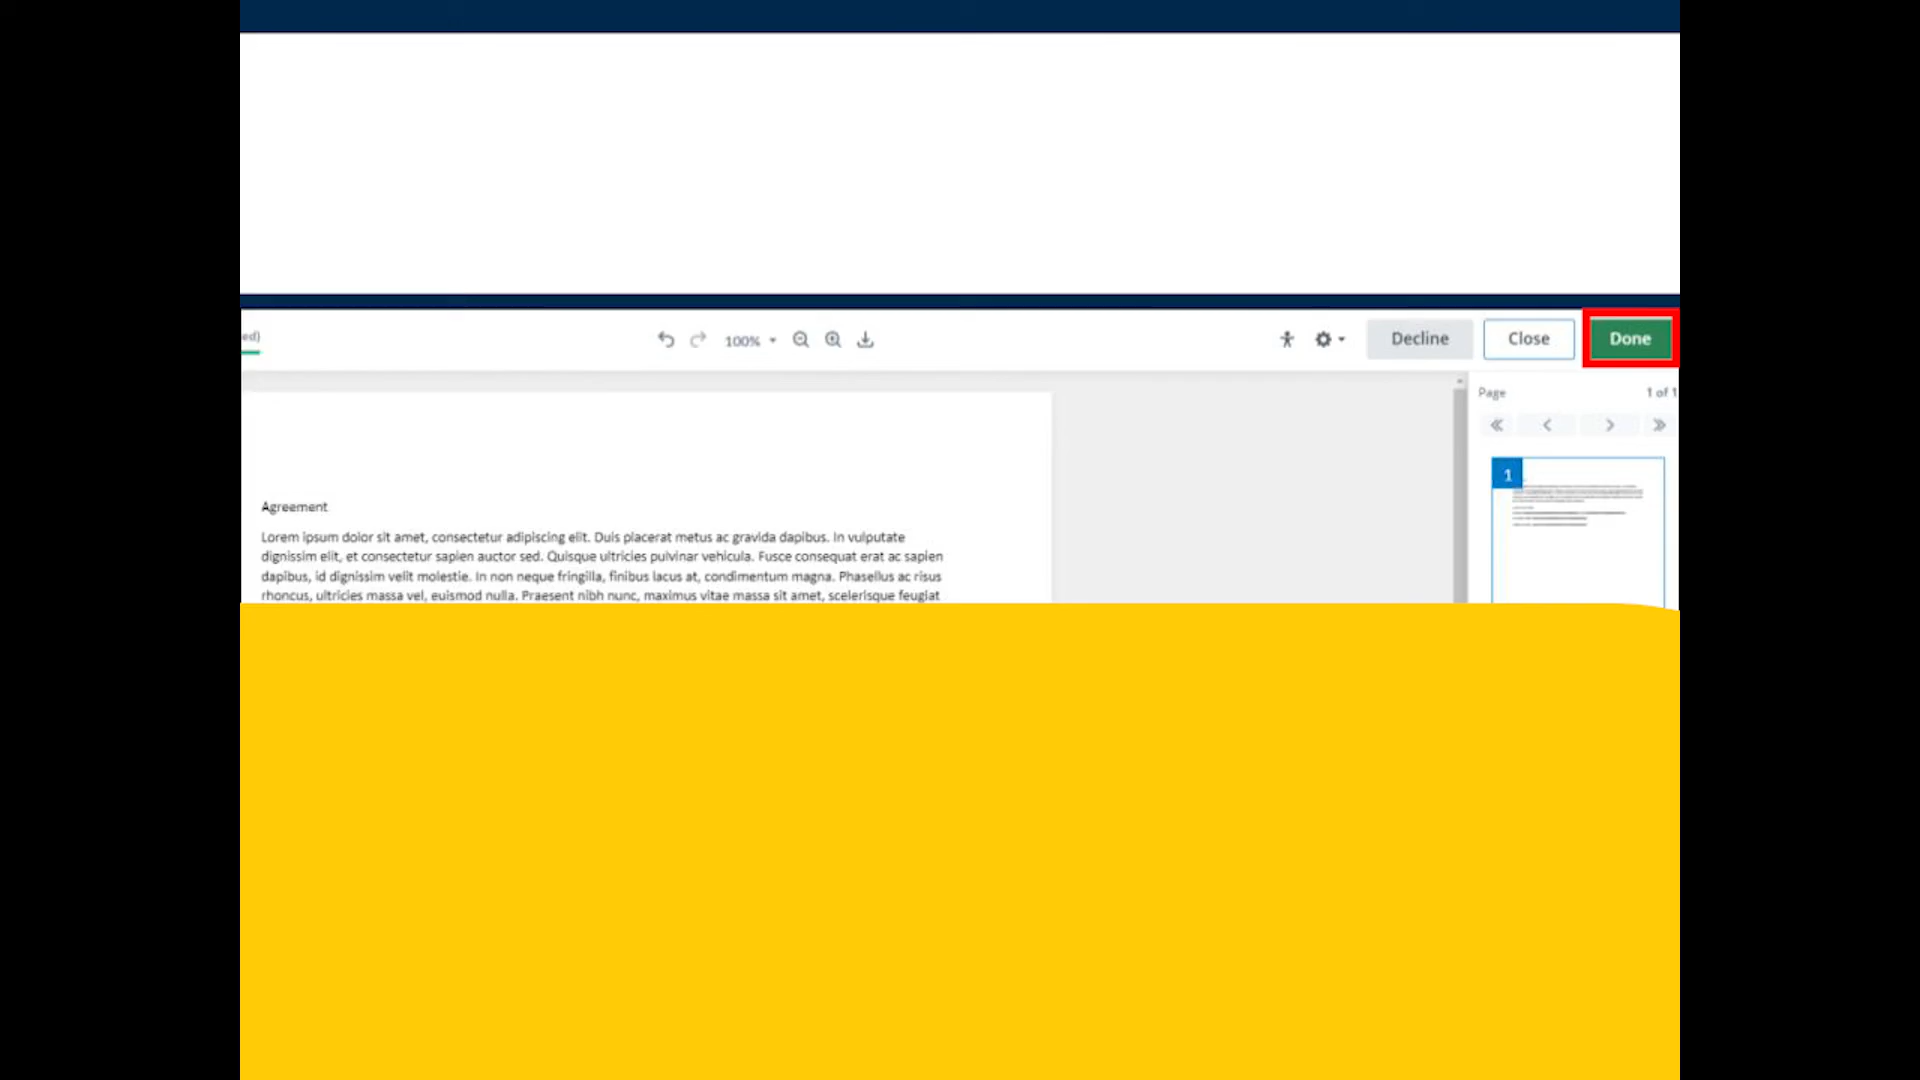 ed)
100%
Decline
Close
Done
Page
1 of 1
1
Agreement
Lorem ipsum dolor sit amet, consectetur adipiscing elit. Duis placerat metus ac gravida dapibus. In vulputate
dignissim elit, et consectetur sapien auctor sed. Quisque ultricies pulvinar vehicula. Fusce consequat erat ac sapien
dapibus, id dignissim velit molestie. In non neque fringilla, finibus lacus at, condimentum magna. Phasellus ac risus
rhoncus, ultricies massa vel, euismod nulla. Praesent nibh nunc, maximus vitae massa sit amet, scelerisque feugiat